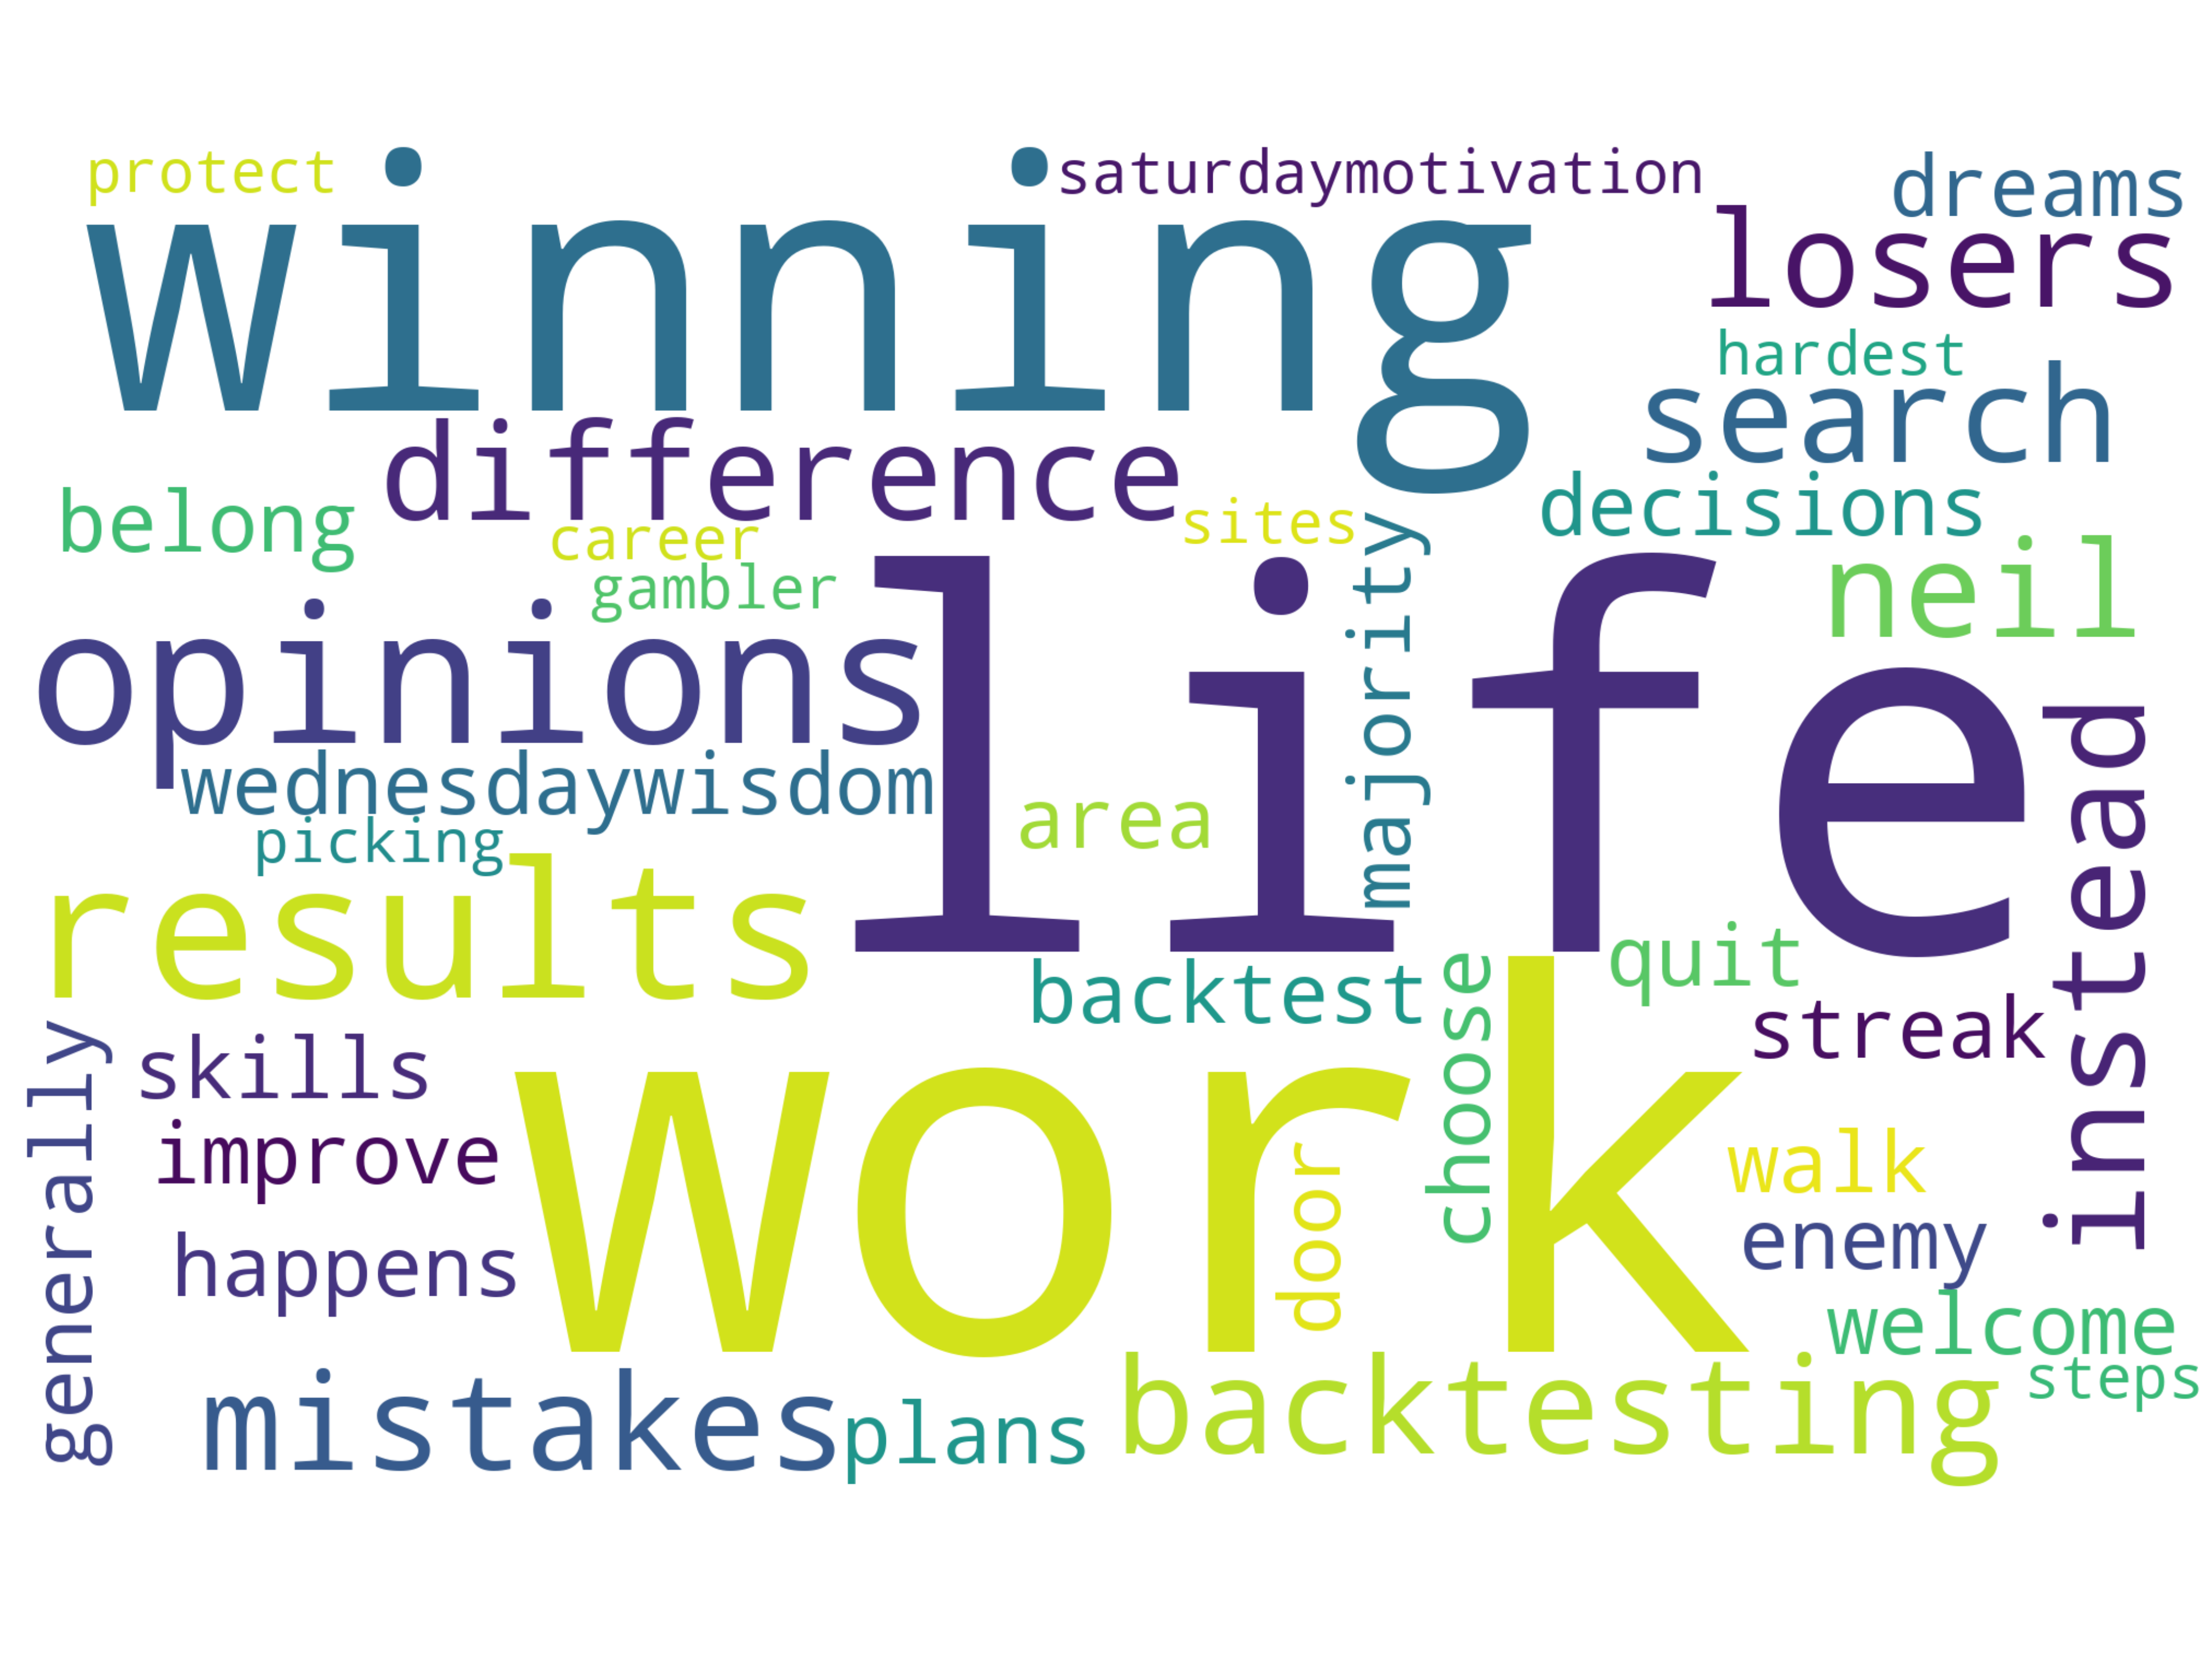 protect
saturdaymotivation
dreams
winning
losers
hardest
search
difference
belong
career
sites
decisions
gambler
majority
neil
opinions
life
wednesdaywisdom
area
picking
instead
results
backtest
choose
quit
streak
generally
skills
work
improve
door
walk
happens
enemy
welcome
mistakes
plans
backtesting
steps